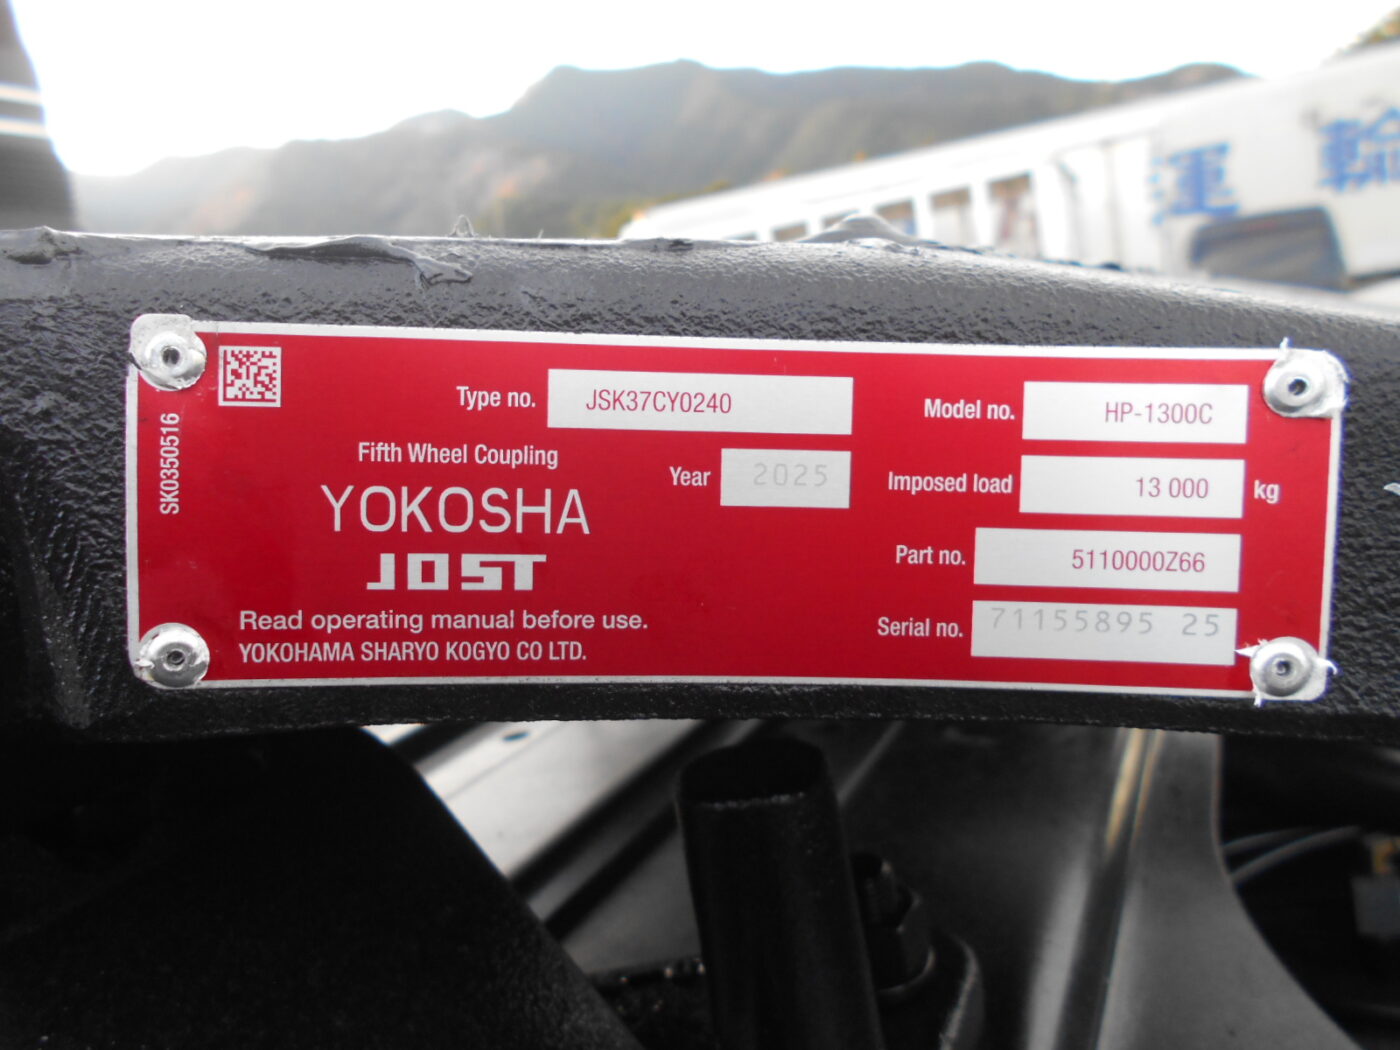 運輸
SK0350516
Type no. JSK37CY0240
Model no. HP-1300C
Fifth Wheel Coupling
Year 2025
Imposed load 13 000 kg
YOKOSHA
JOST
Part no. 5110000Z66
Read operating manual before use.
Serial no. 71155895 25
YOKOHAMA SHARYO KOGYO CO LTD.